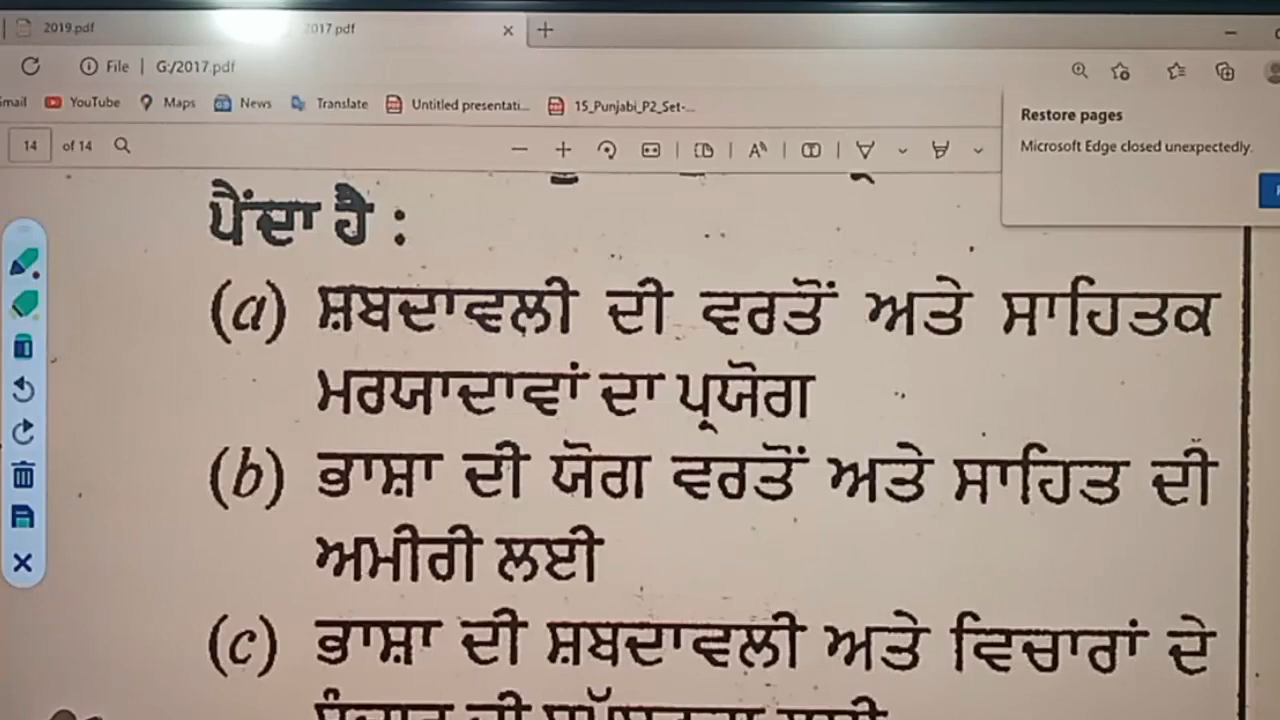 2019.pdf
2017 pdf
File | G:/2017.pdf
YouTube Maps News Translate Untitled presentati... 15_Punjabi_P2_Set-...
Restore pages
Microsoft Edge closed unexpectedly.
14 of 14
ਪੈਂਦਾ ਹੈ :
(a) ਸ਼ਬਦਾਵਲੀ ਦੀ ਵਰਤੋਂ ਅਤੇ ਸਾਹਿਤਕ
ਮਰਯਾਦਾਵਾਂ ਦਾ ਪ੍ਰਯੋਗ
(b) ਭਾਸ਼ਾ ਦੀ ਯੋਗ ਵਰਤੋਂ ਅਤੇ ਸਾਹਿਤ ਦੀ
ਅਮੀਰੀ ਲਈ
(c) ਭਾਸ਼ਾ ਦੀ ਸ਼ਬਦਾਵਲੀ ਅਤੇ ਵਿਚਾਰਾਂ ਦੇ